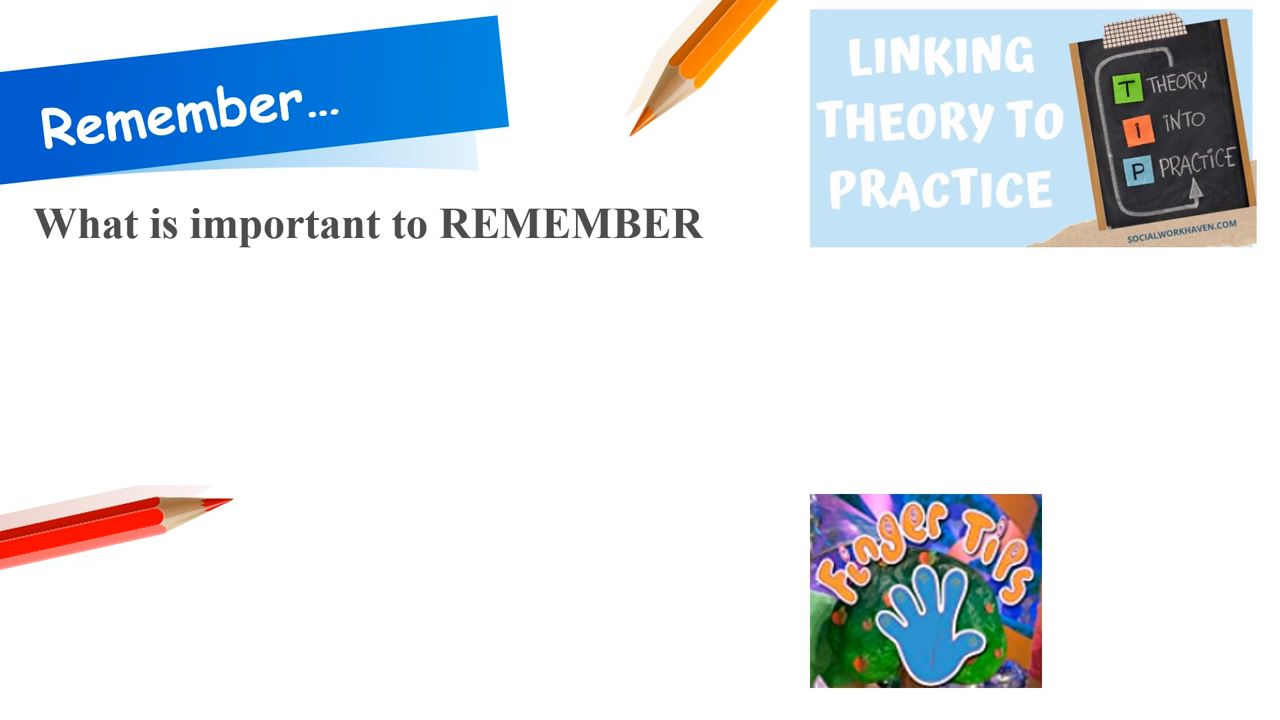 Remember...
What is important to REMEMBER
LINKING
THEORY TO
PRACTICE
T THEORY
i iNTO
P PRACTiCE
SOCIALWORKHAVEN.COM
Finger Tips